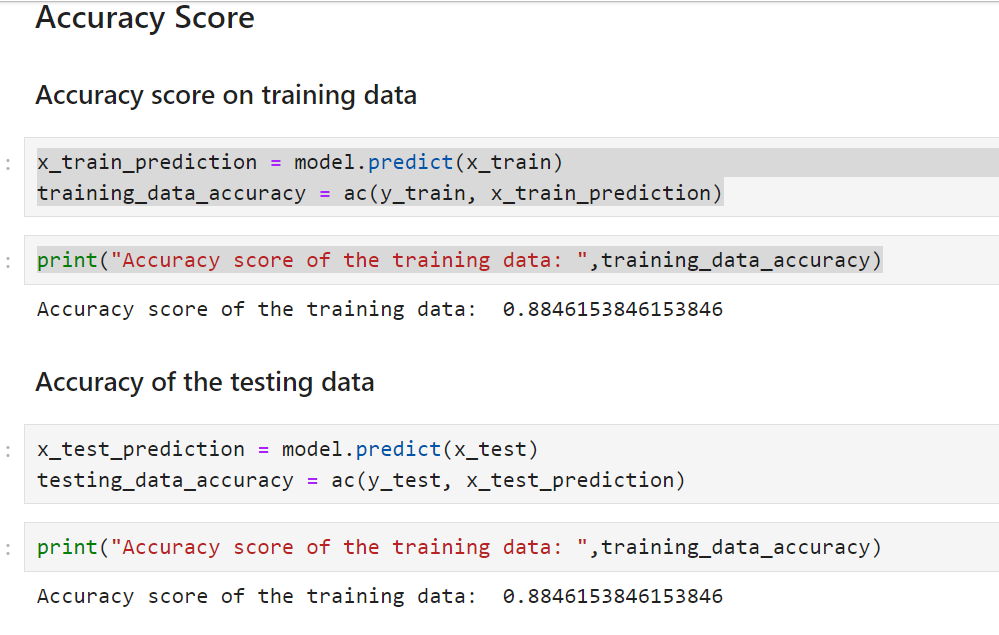 Accuracy Score
Accuracy score on training data
:
x_train_prediction = model.predict(x_train)
training_data_accuracy = ac(y_train, x_train_prediction)
:
print("Accuracy score of the training data: ",training_data_accuracy)
Accuracy score of the training data:  0.8846153846153846
Accuracy of the testing data
:
x_test_prediction = model.predict(x_test)
testing_data_accuracy = ac(y_test, x_test_prediction)
:
print("Accuracy score of the training data: ",training_data_accuracy)
Accuracy score of the training data:  0.8846153846153846